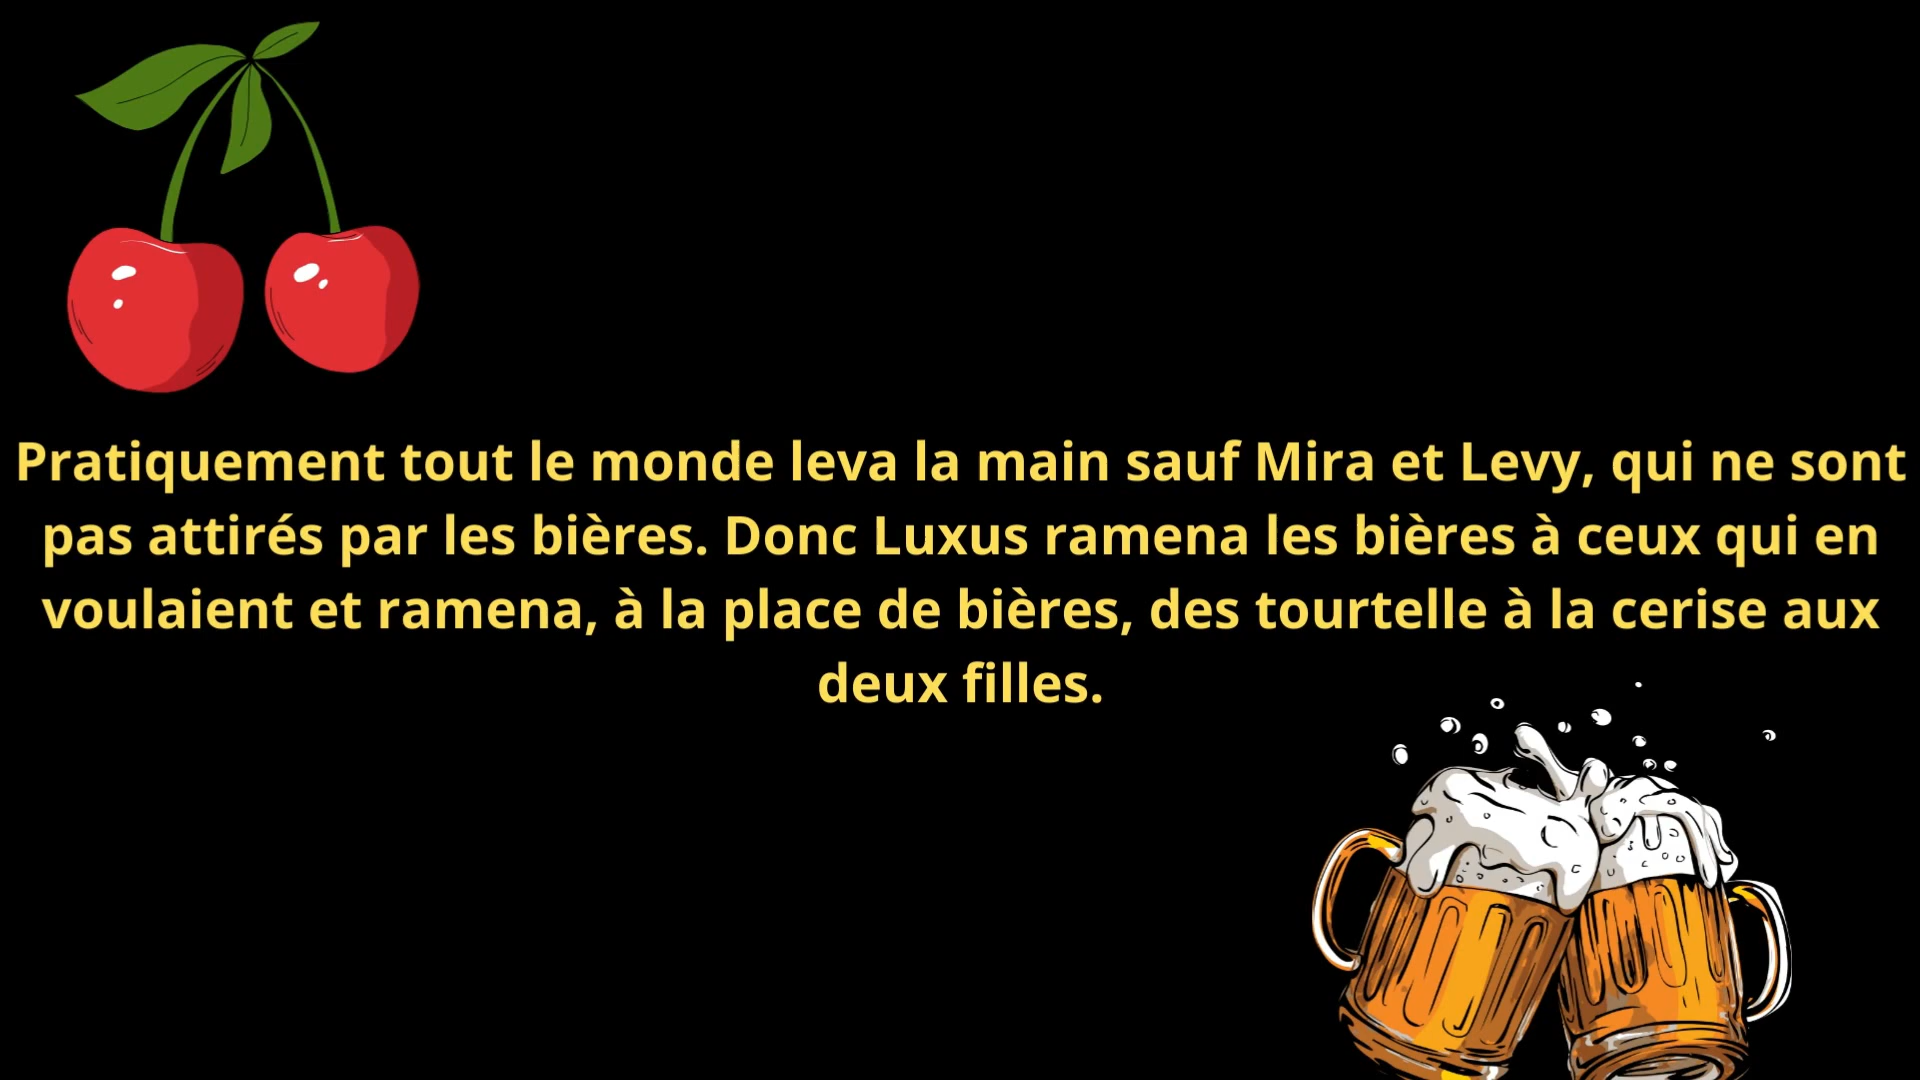 Pratiquement tout le monde leva la main sauf Mira et Levy, qui ne sont
pas attirés par les bières. Donc Luxus ramena les bières à ceux qui en
voulaient et ramena, à la place de bières, des tourtelle à la cerise aux
deux filles.